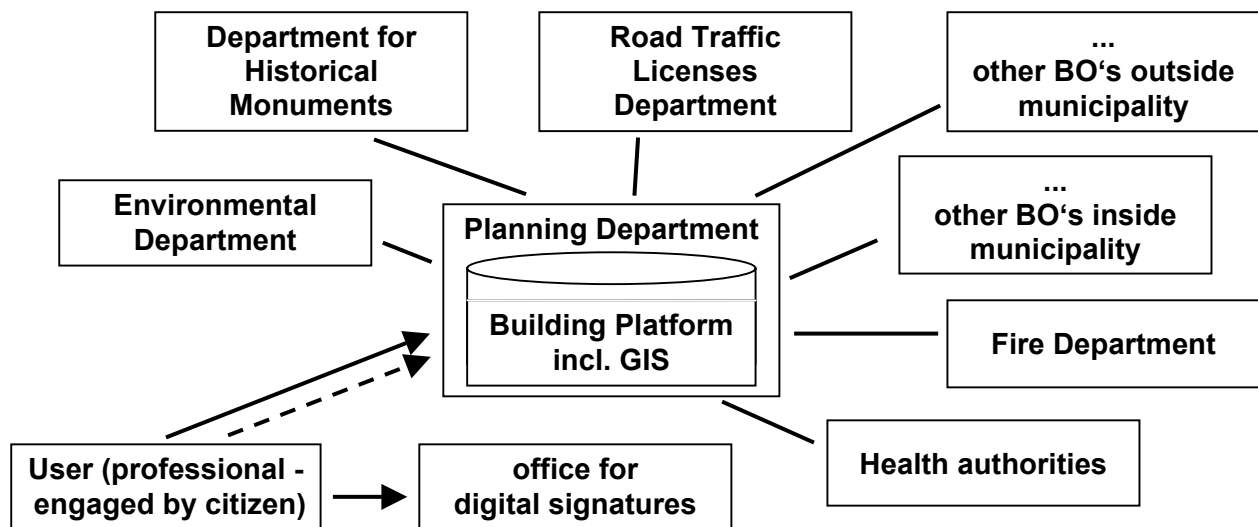 Department for
Historical
Monuments
Road Traffic
Licenses
Department
...
other BO‘s outside
municipality
Environmental
Department
Planning Department
Building Platform
incl. GIS
...
other BO‘s inside
municipality
Fire Department
Health authorities
User (professional -
engaged by citizen)
office for
digital signatures